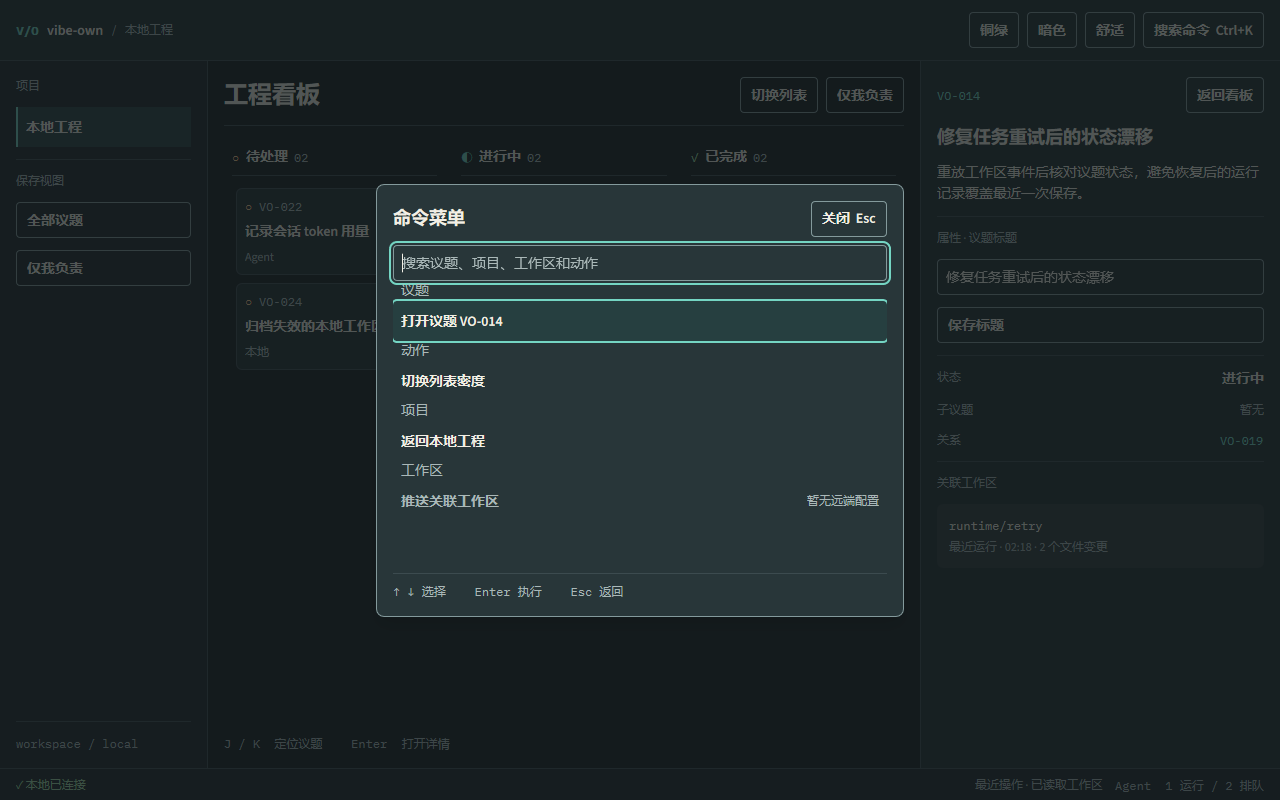 v/o vibe-own / 本地工程
铜绿 暗色 舒适 搜索命令 Ctrl+K
项目
本地工程
保存视图
全部议题
仅我负责
workspace / local
工程看板
切换列表 仅我负责
○ 待处理 02
◐ 进行中 02
✓ 已完成 02
○ VO-022
记录会话 token 用量
Agent
○ VO-024
归档失效的本地工作
本地
命令菜单
关闭 Esc
搜索议题、项目、工作区和动作
议题
打开议题 VO-014
动作
切换列表密度
项目
返回本地工程
工作区
推送关联工作区 暂无远端配置
↑ ↓ 选择 Enter 执行 Esc 返回
J / K 定位议题 Enter 打开详情
VO-014
返回看板
修复任务重试后的状态漂移
重放工作区事件后核对议题状态，避免恢复后的运行
记录覆盖最近一次保存。
属性 · 议题标题
修复任务重试后的状态漂移
保存标题
状态 进行中
子议题 暂无
关系 VO-019
关联工作区
runtime/retry
最近运行 · 02:18 · 2 个文件变更
✓ 本地已连接
最近操作 · 已读取工作区 Agent 1 运行 / 2 排队